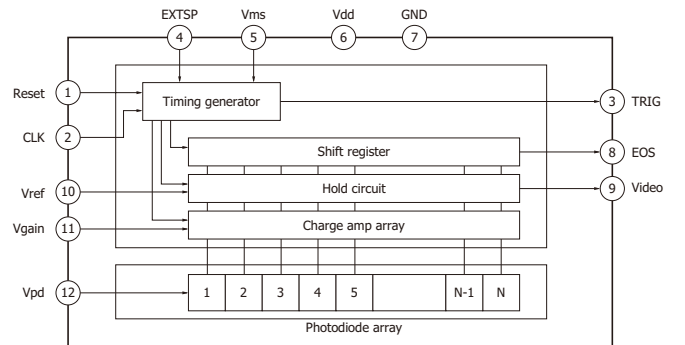 EXTSP Vms Vdd GND
4 5 6 7
Reset 1 Timing generator 3 TRIG
CLK 2
Shift register 8 EOS
Vref 10 Hold circuit 9 Video
Vgain 11 Charge amp array
Vpd 12 1 2 3 4 5 N-1 N
Photodiode array